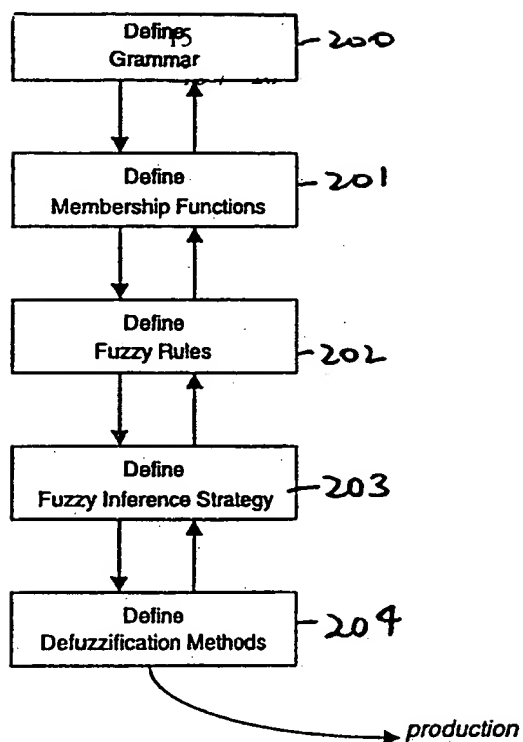 Define 15
Grammar
200
Define
Membership Functions
201
Define
Fuzzy Rules
202
Define
Fuzzy Inference Strategy
203
Define
Defuzzification Methods
204
production